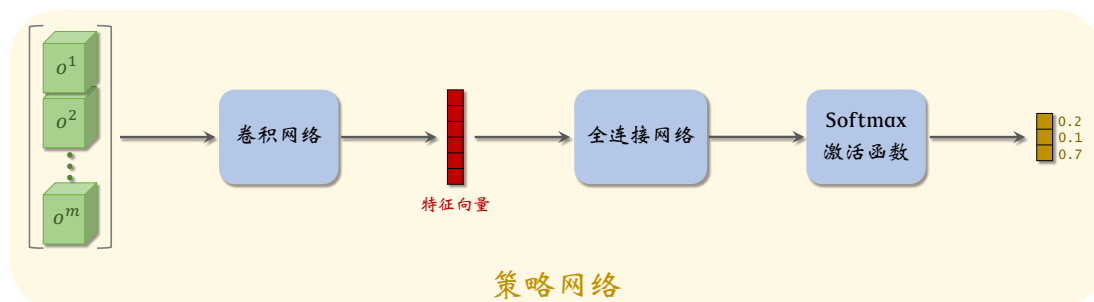 o¹
o²
o^m
卷积网络
特征向量
全连接网络
Softmax
激活函数
0.2
0.1
0.7
策略网络